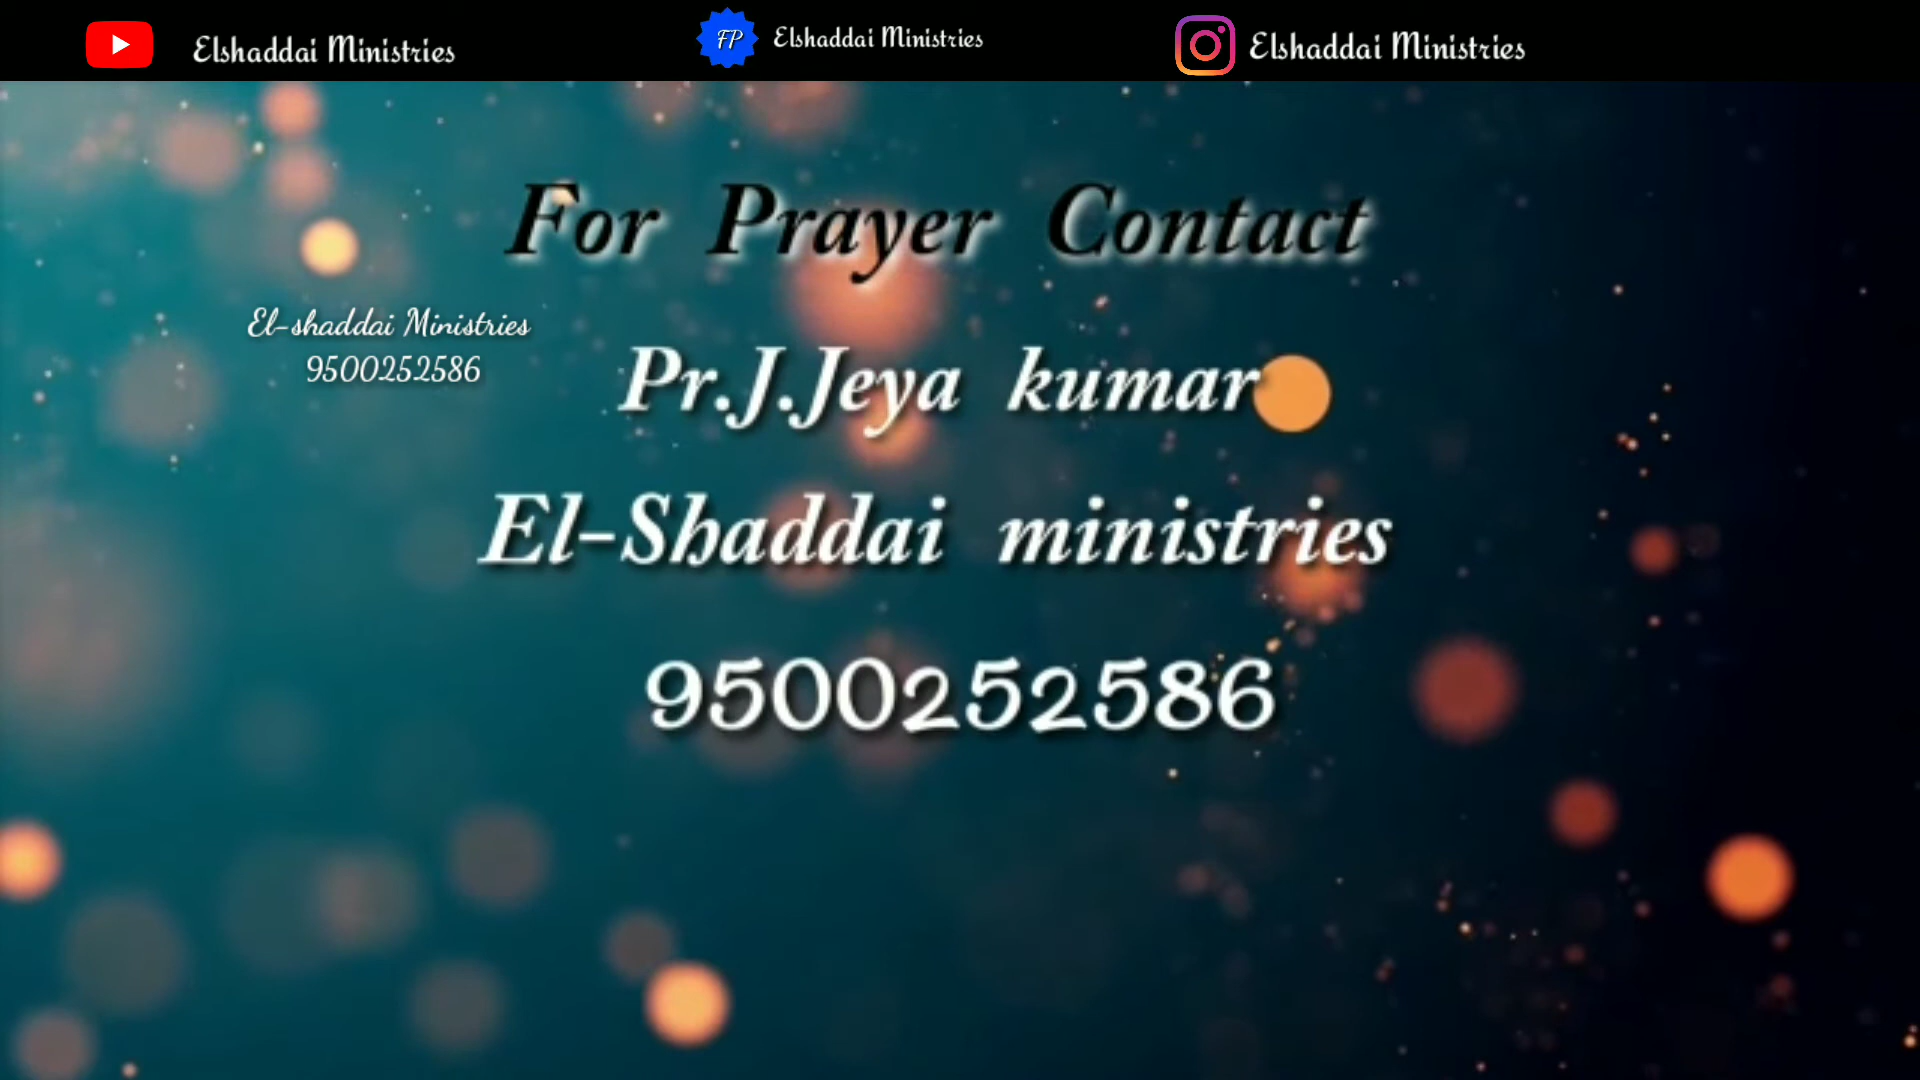 Elshaddai Ministries
FP Elshaddai Ministries
Elshaddai Ministries
For Prayer Contact
El-shaddai Ministries
9500252586
Pr.J.Jeya kumar
El-Shaddai ministries
9500252586